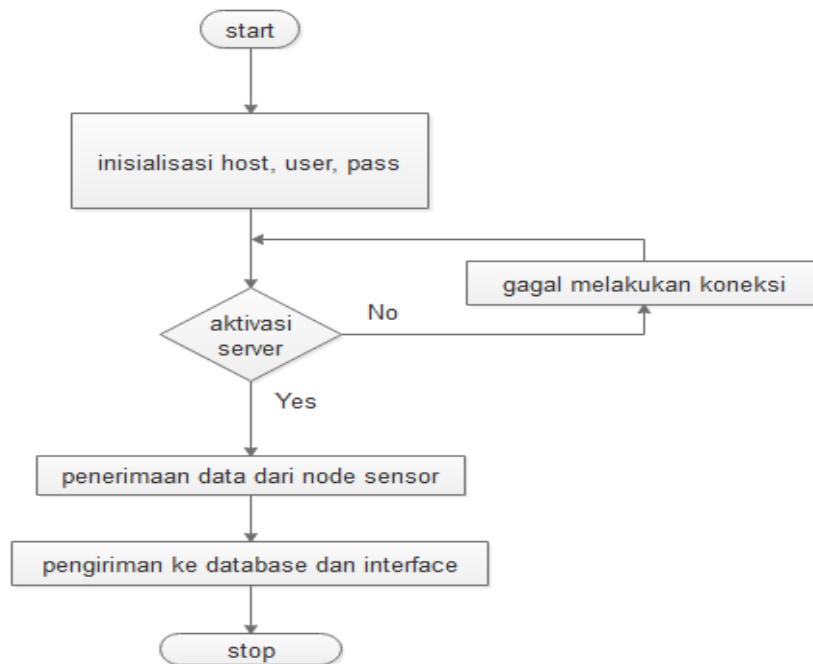 start
inisialisasi host, user, pass
gagal melakukan koneksi
aktivasi
server
No
Yes
penerimaan data dari node sensor
pengiriman ke database dan interface
stop